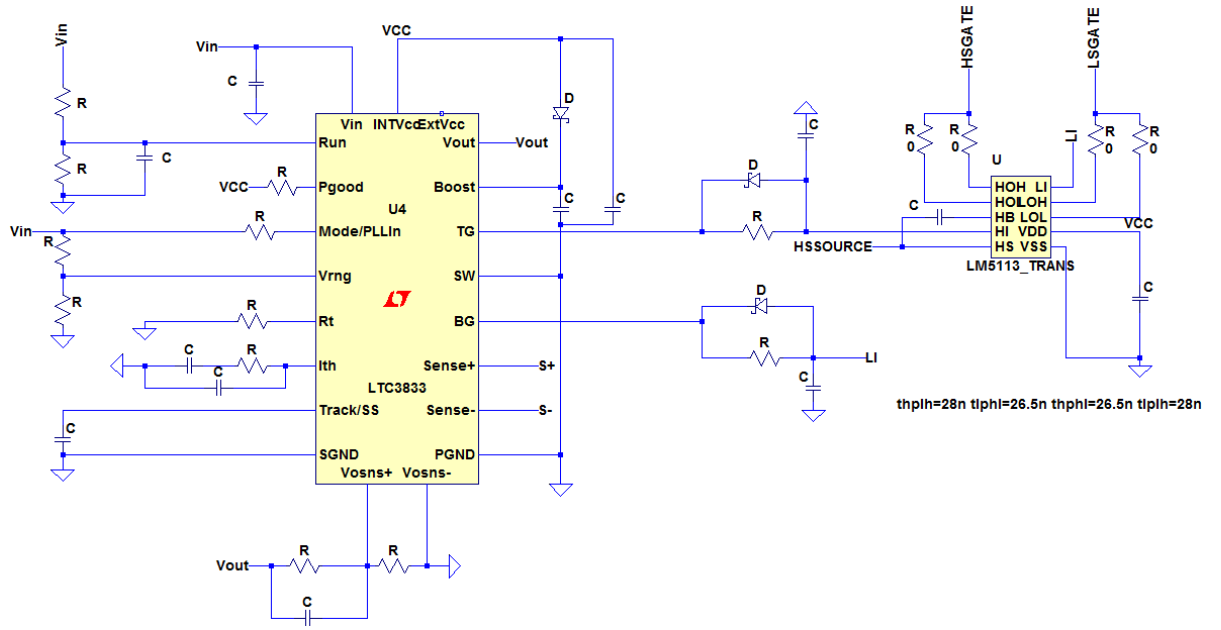 Vin
Vin
VCC
HSGATE
LSGATE
C
D
R
C
R
R
R
R
C
Vin INTVcc ExtVcc
U
LI
0
0
0
0
Run
Vout
Vout
R
C
D
VCC
R
Pgood
Boost
HOH LI
C
C
C
HOL LOH
U4
HB LOL
Vin
R
R
Mode/PLLIn
TG
R
HI VDD
VCC
HSSOURCE
HS VSS
Vrng
SW
LM5113_TRANS
R
D
C
R
Rt
BG
R
C
R
Ith
Sense+
S+
LI
C
C
LTC3833
Track/SS
Sense-
S-
thplh=28n tlphl=26.5n thphl=26.5n tlplh=28n
C
SGND
PGND
Vosns+ Vosns-
R
R
Vout
C